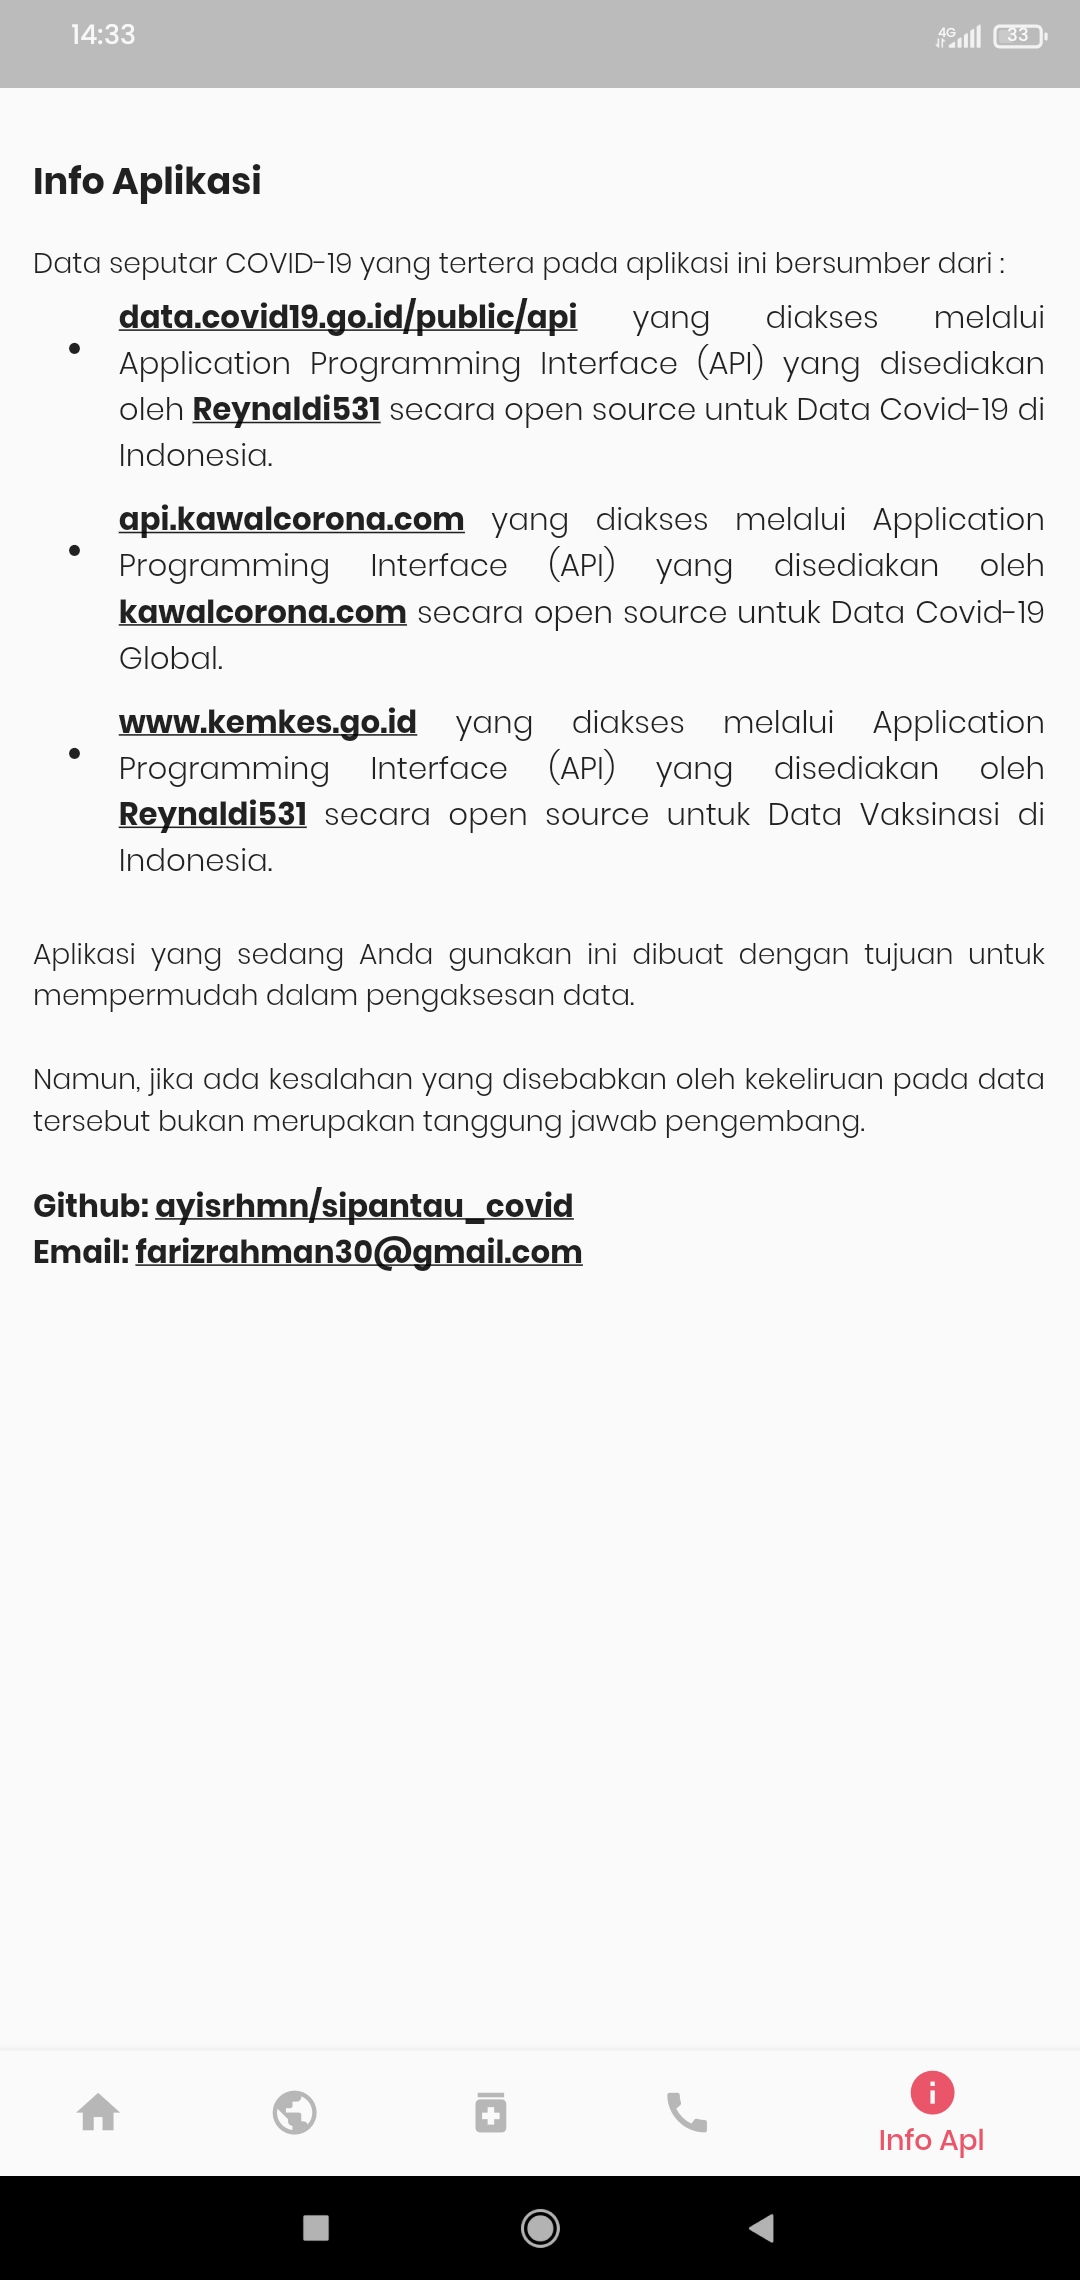 14:33
4G
33
Info Aplikasi
Data seputar COVID-19 yang tertera pada aplikasi ini bersumber dari :
data.covid19.go.id/public/api yang diakses melalui
Application Programming Interface (API) yang disediakan
oleh Reynaldi531 secara open source untuk Data Covid-19 di
Indonesia.
api.kawalcorona.com yang diakses melalui Application
Programming Interface (API) yang disediakan oleh
kawalcorona.com secara open source untuk Data Covid-19
Global.
www.kemkes.go.id yang diakses melalui Application
Programming Interface (API) yang disediakan oleh
Reynaldi531 secara open source untuk Data Vaksinasi di
Indonesia.
Aplikasi yang sedang Anda gunakan ini dibuat dengan tujuan untuk
mempermudah dalam pengaksesan data.
Namun, jika ada kesalahan yang disebabkan oleh kekeliruan pada data
tersebut bukan merupakan tanggung jawab pengembang.
Github: ayisrhmn/sipantau_covid
Email: farizrahman30@gmail.com
Info Apl